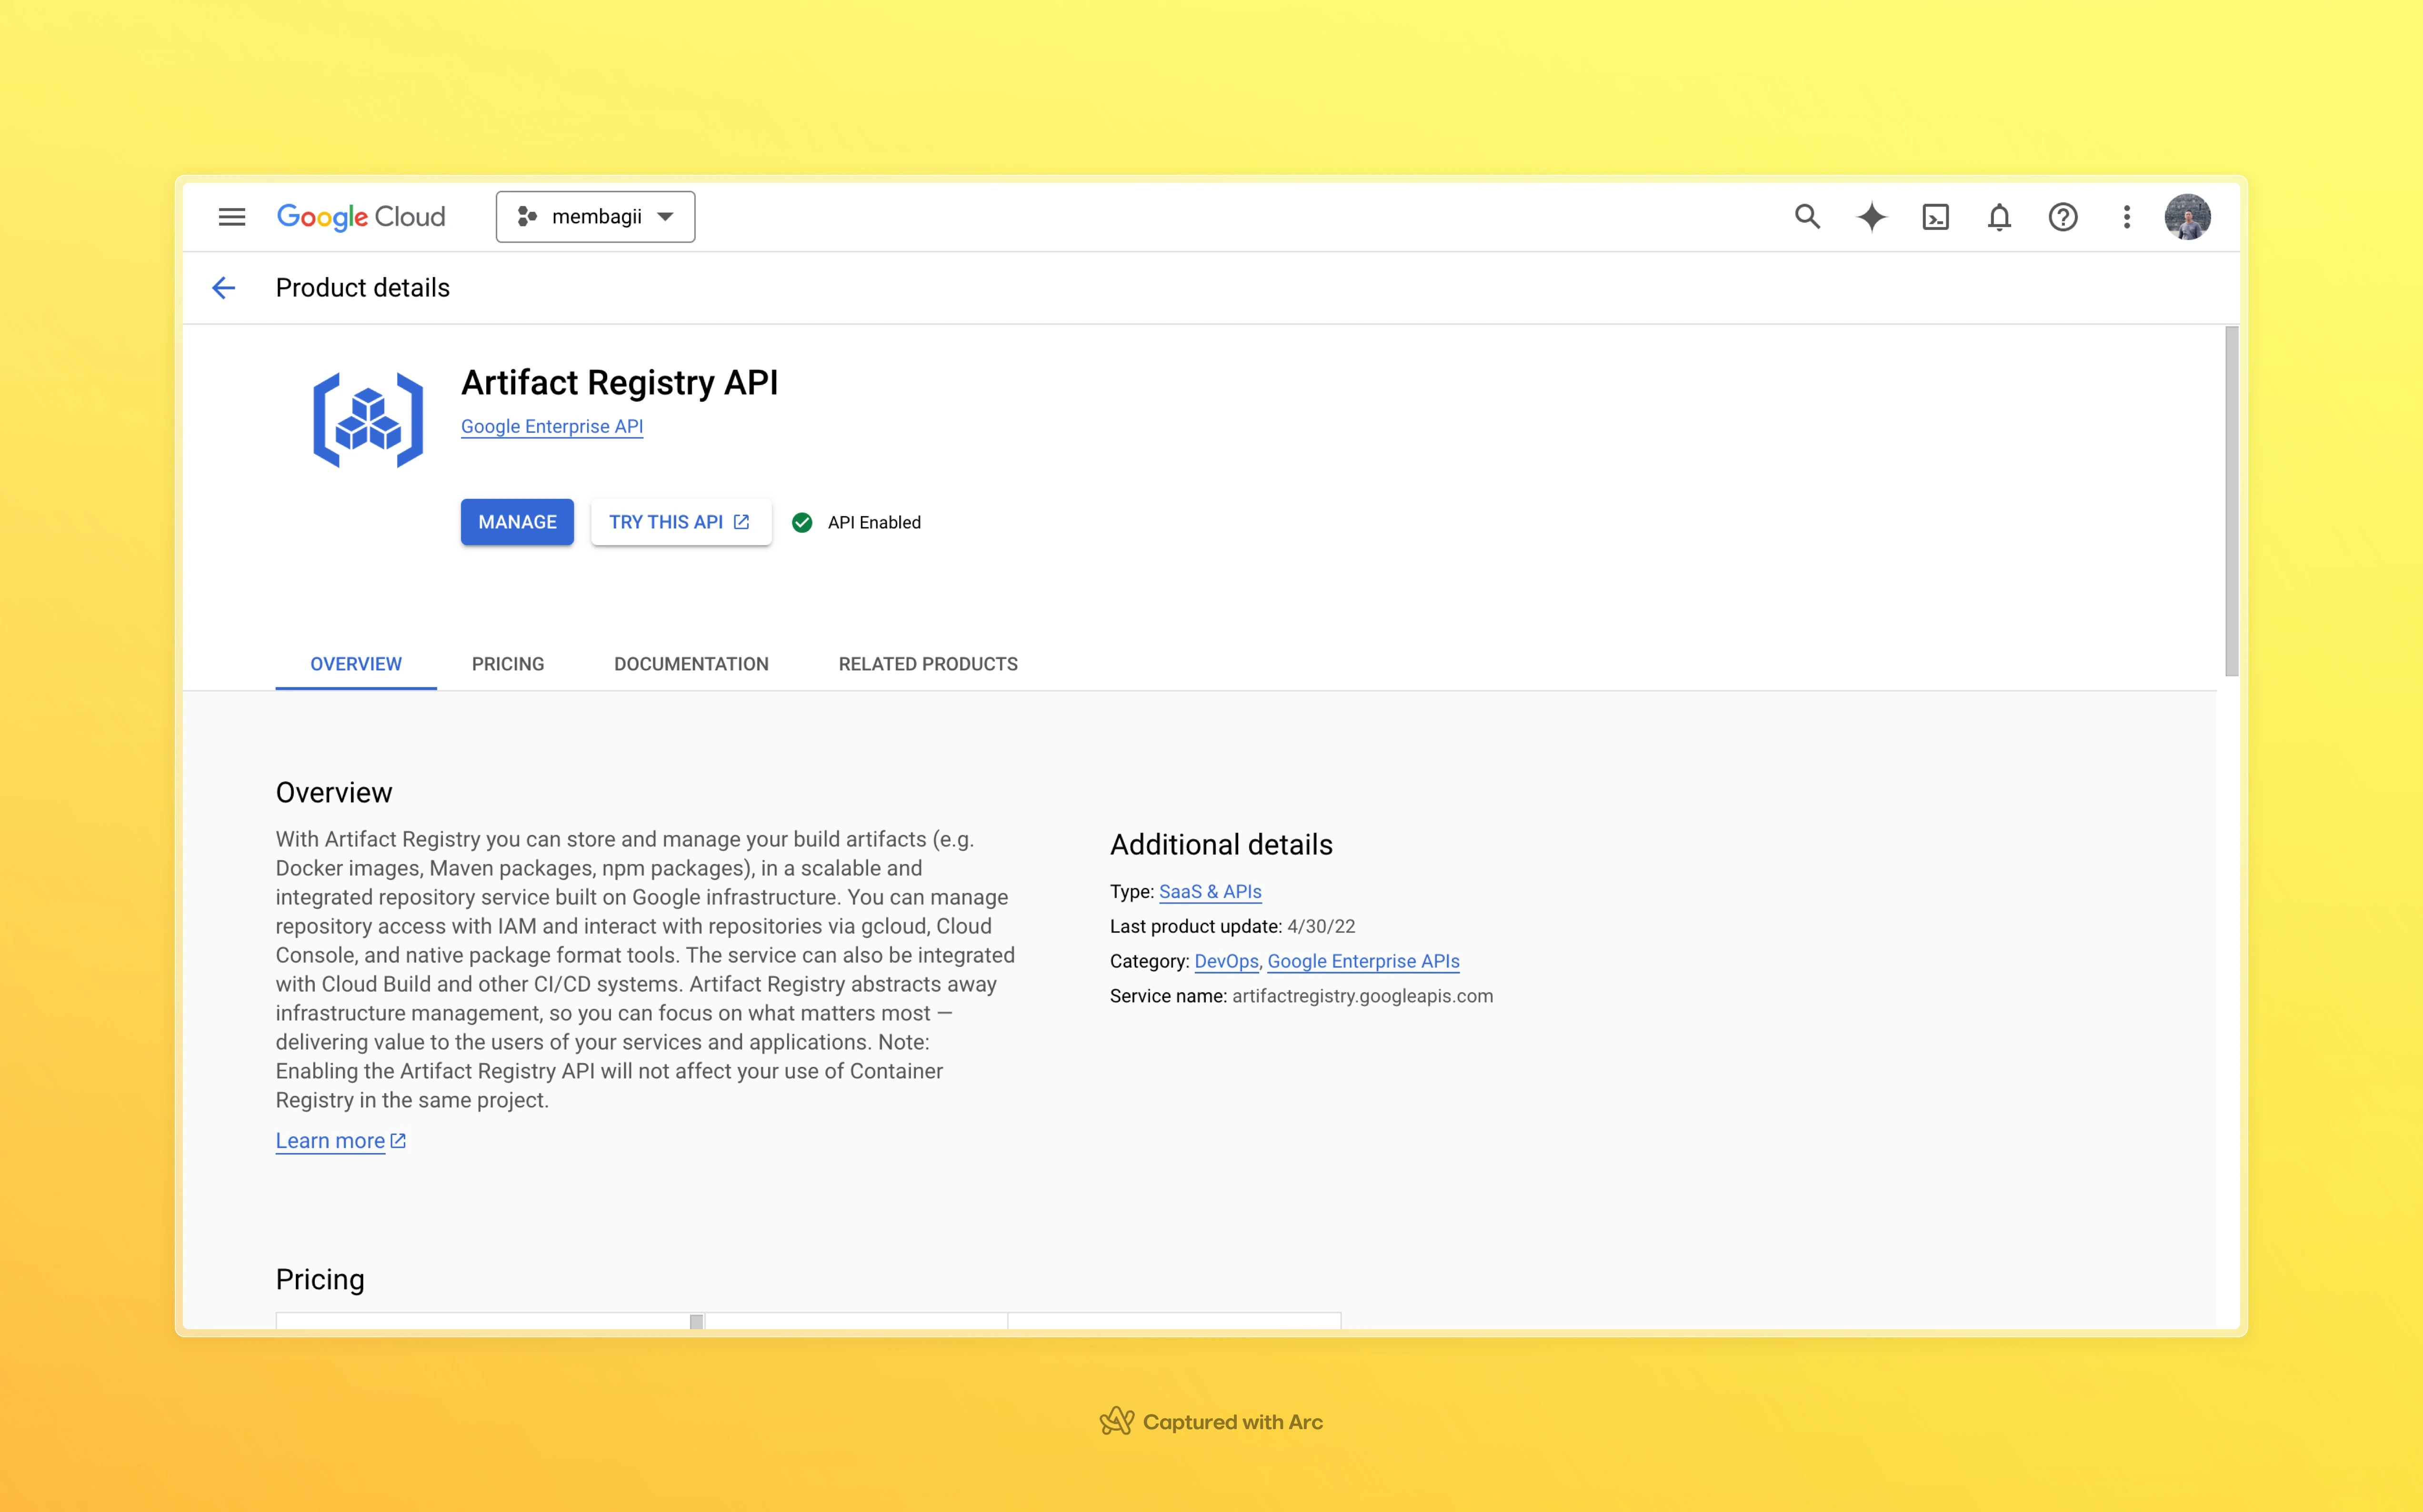 Google Cloud
membagii
Product details
Artifact Registry API
Google Enterprise API
MANAGE
TRY THIS API
API Enabled
OVERVIEW
PRICING
DOCUMENTATION
RELATED PRODUCTS
Overview
With Artifact Registry you can store and manage your build artifacts (e.g.
Docker images, Maven packages, npm packages), in a scalable and
integrated repository service built on Google infrastructure. You can manage
repository access with IAM and interact with repositories via gcloud, Cloud
Console, and native package format tools. The service can also be integrated
with Cloud Build and other CI/CD systems. Artifact Registry abstracts away
infrastructure management, so you can focus on what matters most —
delivering value to the users of your services and applications. Note:
Enabling the Artifact Registry API will not affect your use of Container
Registry in the same project.
Learn more
Additional details
Type: SaaS & APIs
Last product update: 4/30/22
Category: DevOps, Google Enterprise APIs
Service name: artifactregistry.googleapis.com
Pricing
Captured with Arc